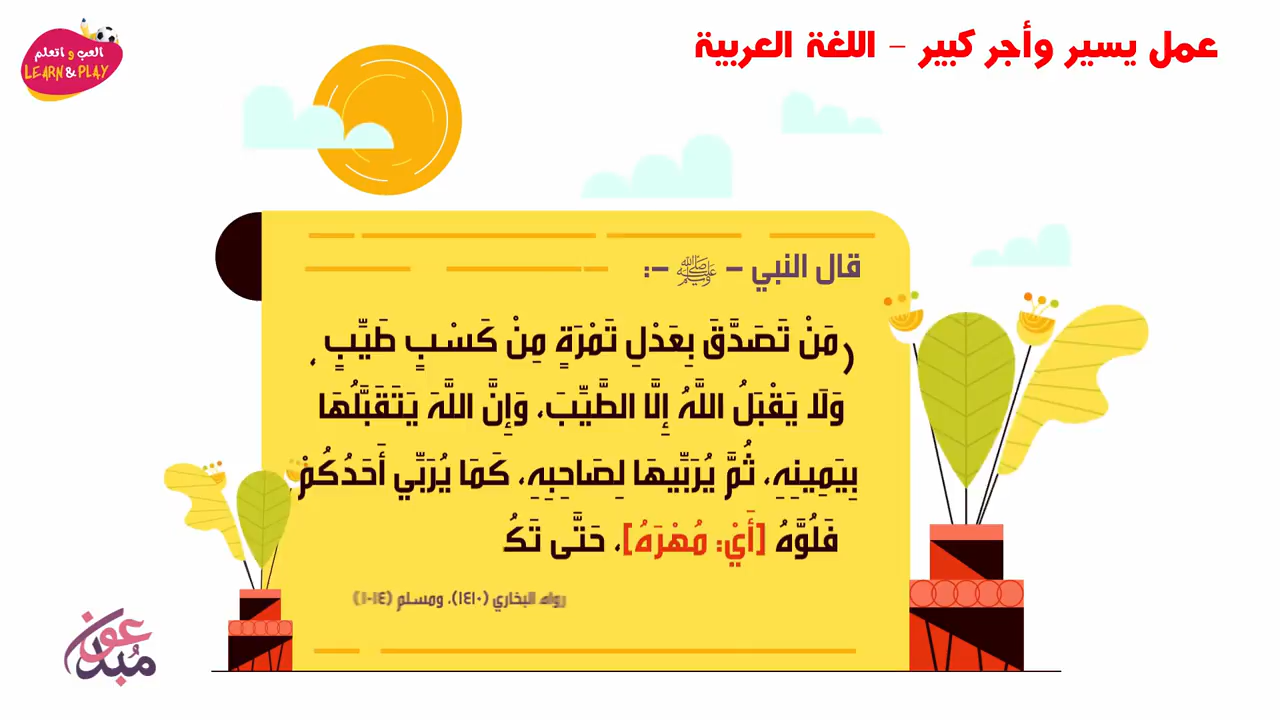 عمل يسير وأجر كبير - اللغة العربية
العب و اتعلم
LEARN & PLAY
قال النبي - ﷺ -:
(مَنْ تَصَدَّقَ بِعَدْلِ تَمْرَةٍ مِنْ كَسْبٍ طَيِّبٍ،
وَلَا يَقْبَلُ اللَّهُ إِلَّا الطَّيِّبَ، وَإِنَّ اللَّهَ يَتَقَبَّلُهَا
بِيَمِينِهِ، ثُمَّ يُرَبِّيهَا لِصَاحِبِهِ، كَمَا يُرَبِّي أَحَدُكُمْ
فَلُوَّهُ [أَيْ: مُهْرَهُ]، حَتَّى تَكُ
رواه البخاري (١٤١٠)، ومسلم (١٠١٤)
مُبدعون